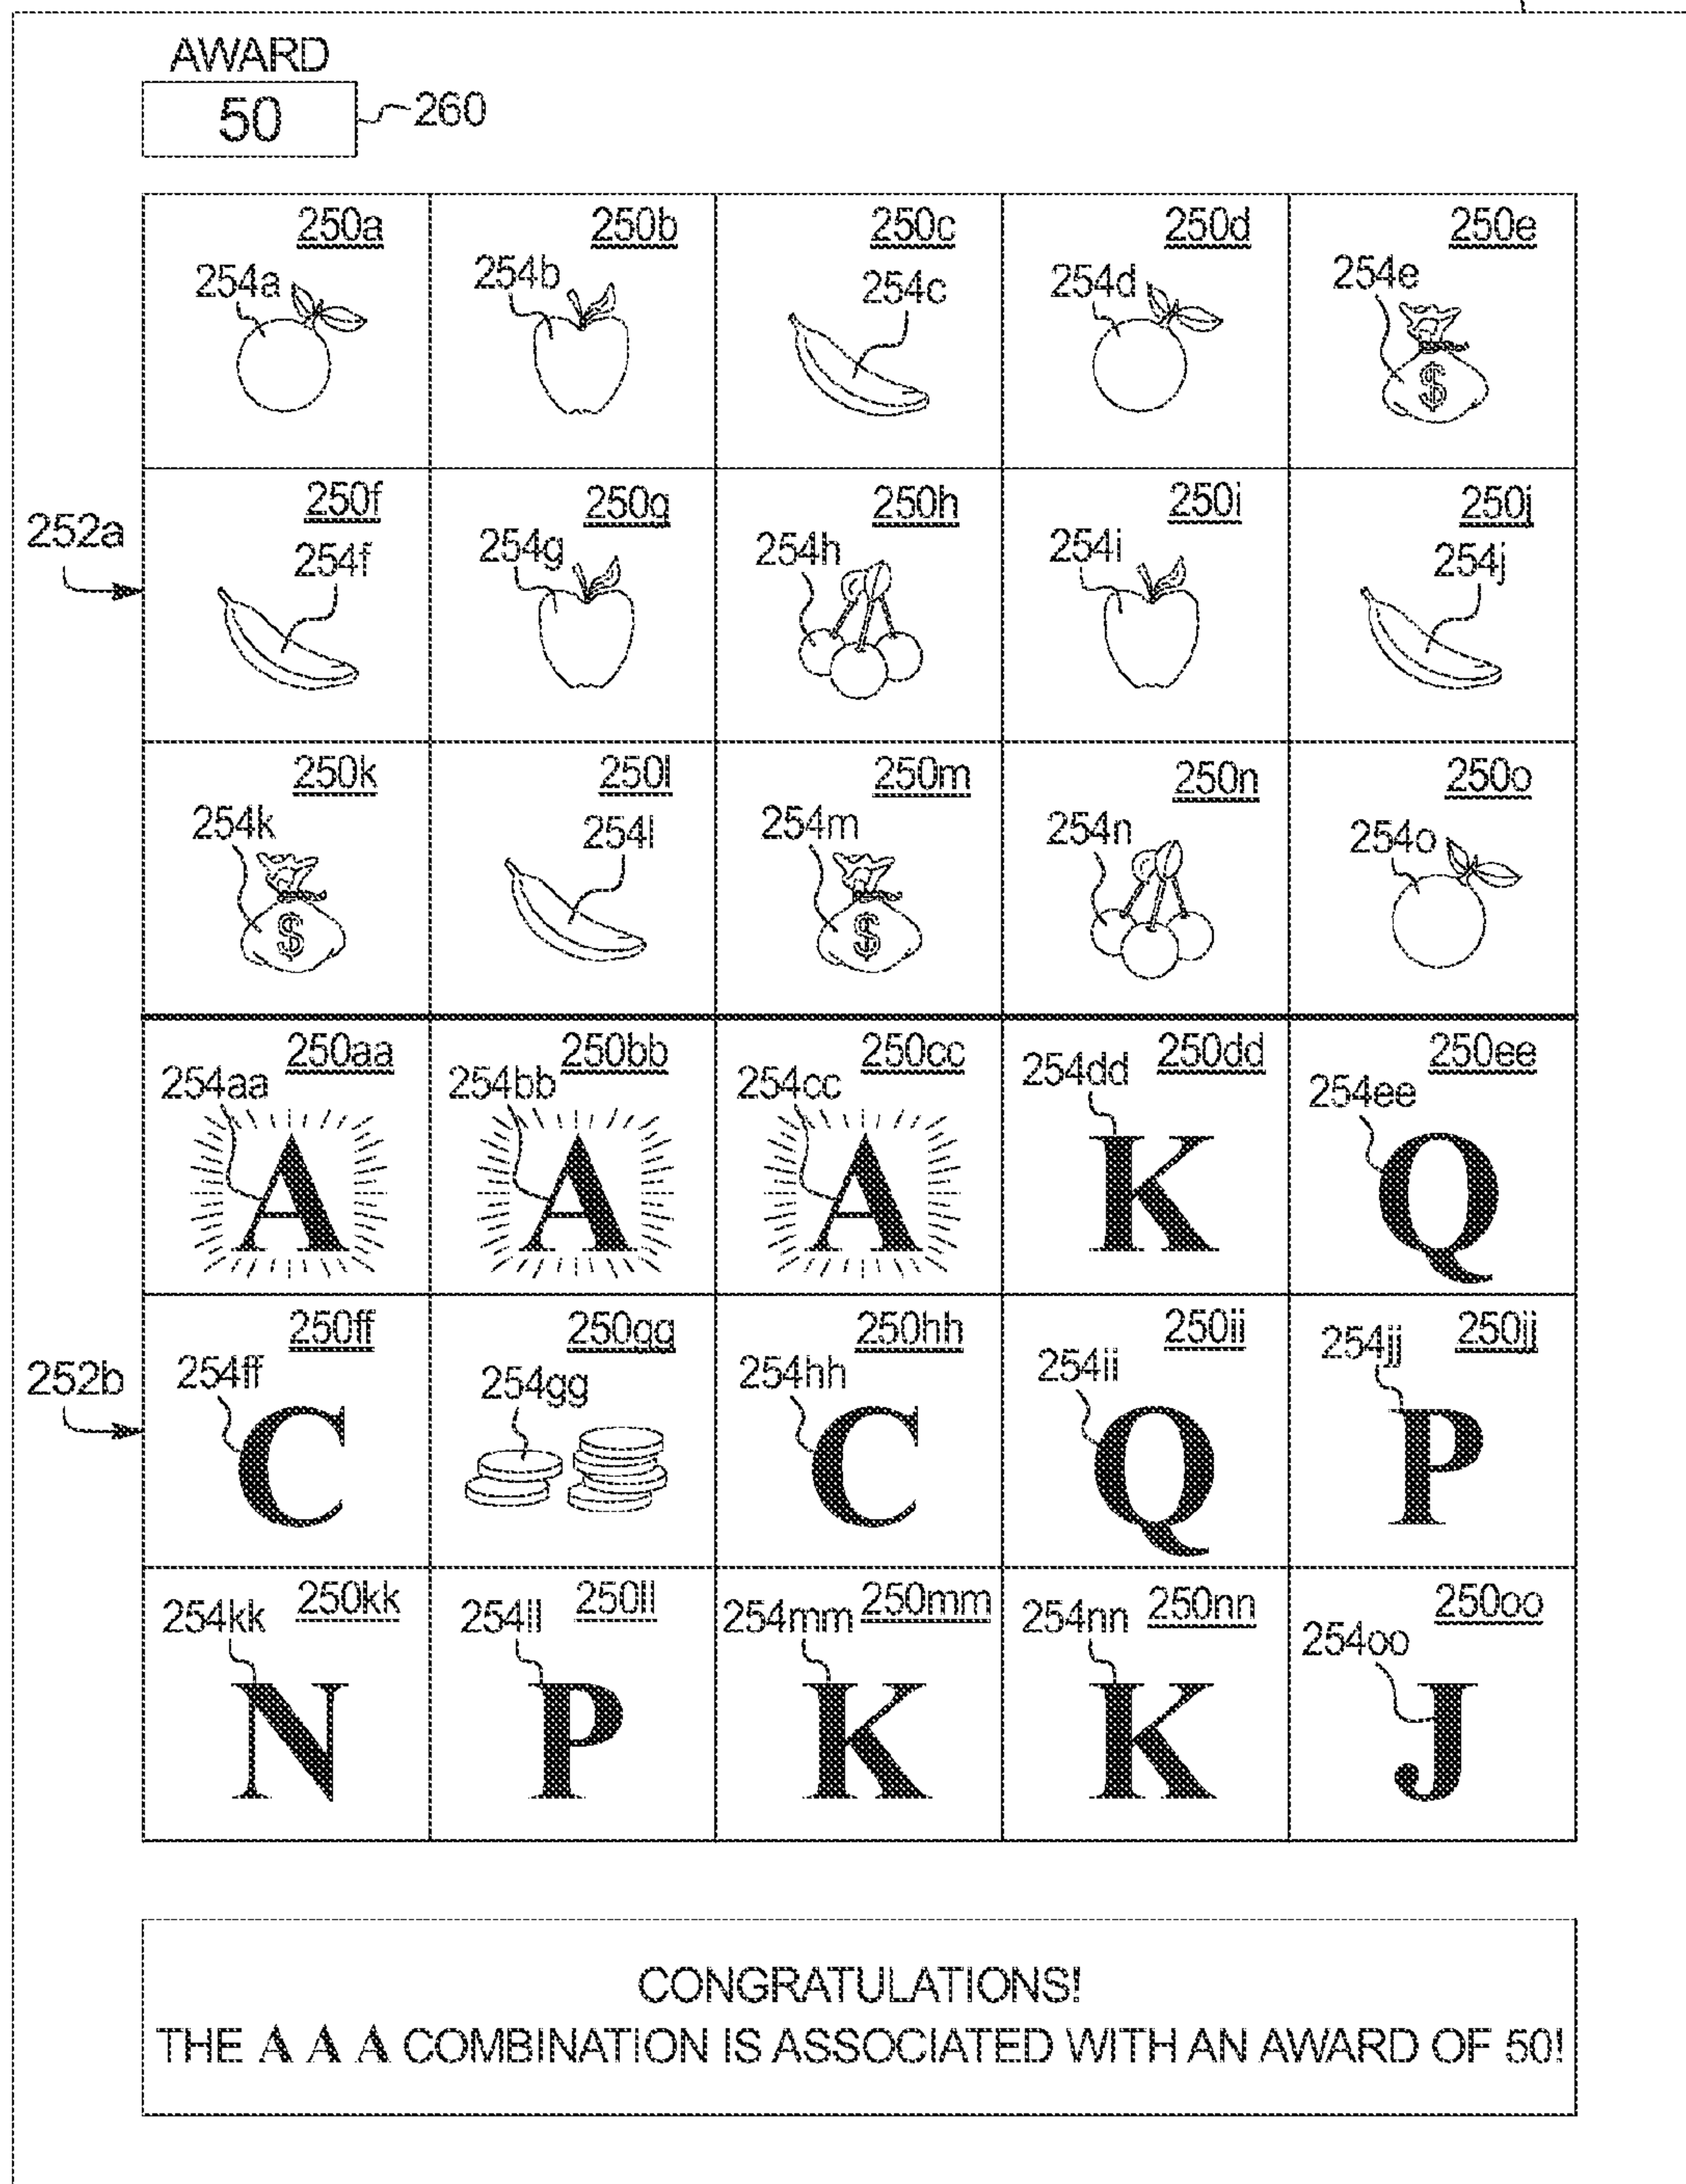 AWARD
50 260
250a 250b 250c 250d 250e
254a 254b 254c 254d 254e
$
252a
250f 250g 250h 250i 250j
254f 254g 254h 254i 254j
250k 250l 250m 250n 250o
254k 254l 254m 254n 254o
$ $
250aa 250bb 250cc 250dd 250ee
254aa 254bb 254cc 254dd 254ee
A A A K Q
252b
250ff 250gg 250hh 250ii 250jj
254ff 254gg 254hh 254ii 254jj
C C Q P
250kk 250ll 250mm 250nn 250oo
254kk 254ll 254mm 254nn 254oo
N P K K J
CONGRATULATIONS!
THE A A A COMBINATION IS ASSOCIATED WITH AN AWARD OF 50!